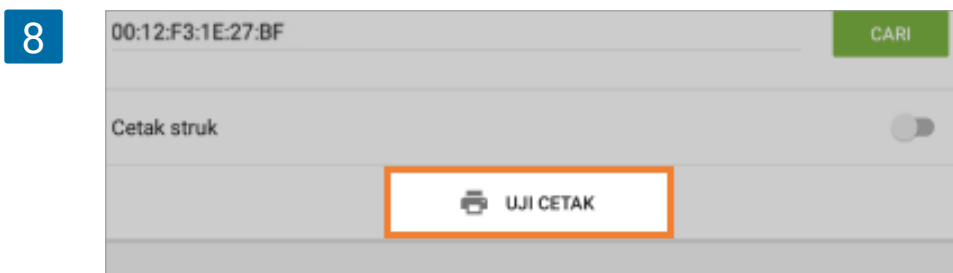 8
00:12:F3:1E:27:BF
CARI
Cetak struk
UJI CETAK